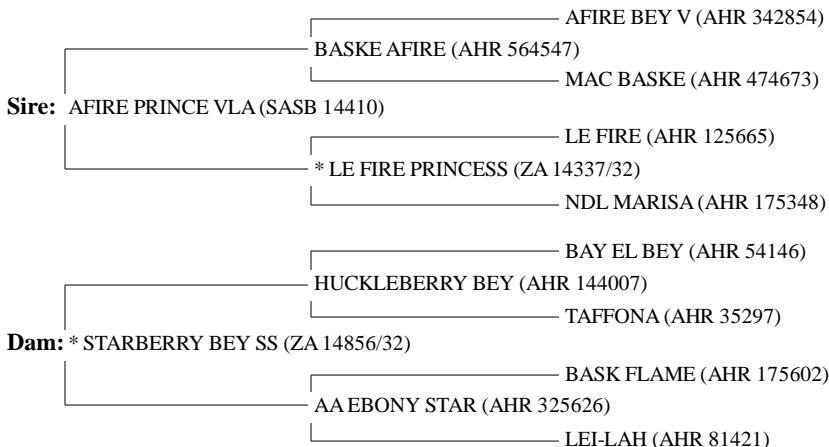 AFIRE BEY V (AHR 342854)
BASKE AFIRE (AHR 564547)
MAC BASKE (AHR 474673)
Sire: AFIRE PRINCE VLA (SASB 14410)
LE FIRE (AHR 125665)
* LE FIRE PRINCESS (ZA 14337/32)
NDL MARISA (AHR 175348)
BAY EL BEY (AHR 54146)
HUCKLEBERRY BEY (AHR 144007)
TAFFONA (AHR 35297)
Dam: * STARBERRY BEY SS (ZA 14856/32)
BASK FLAME (AHR 175602)
AA EBONY STAR (AHR 325626)
LEI-LAH (AHR 81421)